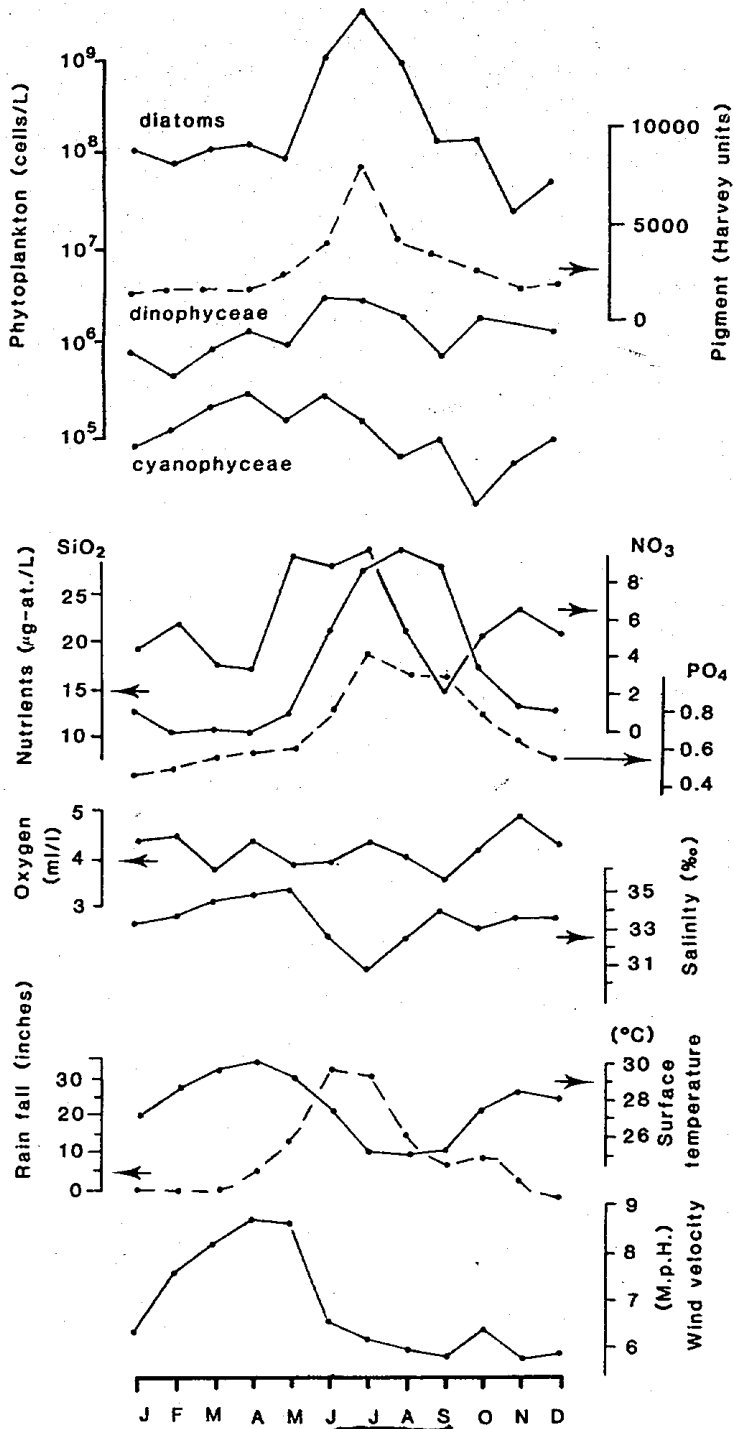 Phytoplankton (cells/L)
10⁹
10⁸
10⁷
10⁶
10⁵
diatoms
dinophyceae
cyanophyceae
10000
5000
0
Pigment (Harvey units)
Nutrients (μg-at./L)
SiO₂
25
20
15
10
NO₃
8
6
4
2
0
PO₄
0.8
0.6
0.4
Oxygen
(ml/l)
5
4
3
35
33
31
Salinity (‰)
Rain fall (inches)
30
20
10
0
(°C)
30
28
26
Surface
temperature
9
8
7
6
(M.p.H.)
Wind velocity
J F M A M J J A S O N D